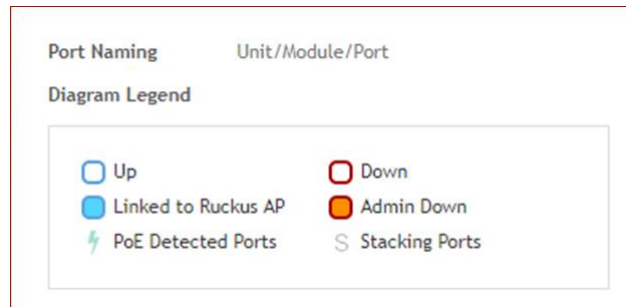 Port Naming Unit/Module/Port
Diagram Legend
Up Down
Linked to Ruckus AP Admin Down
PoE Detected Ports S Stacking Ports